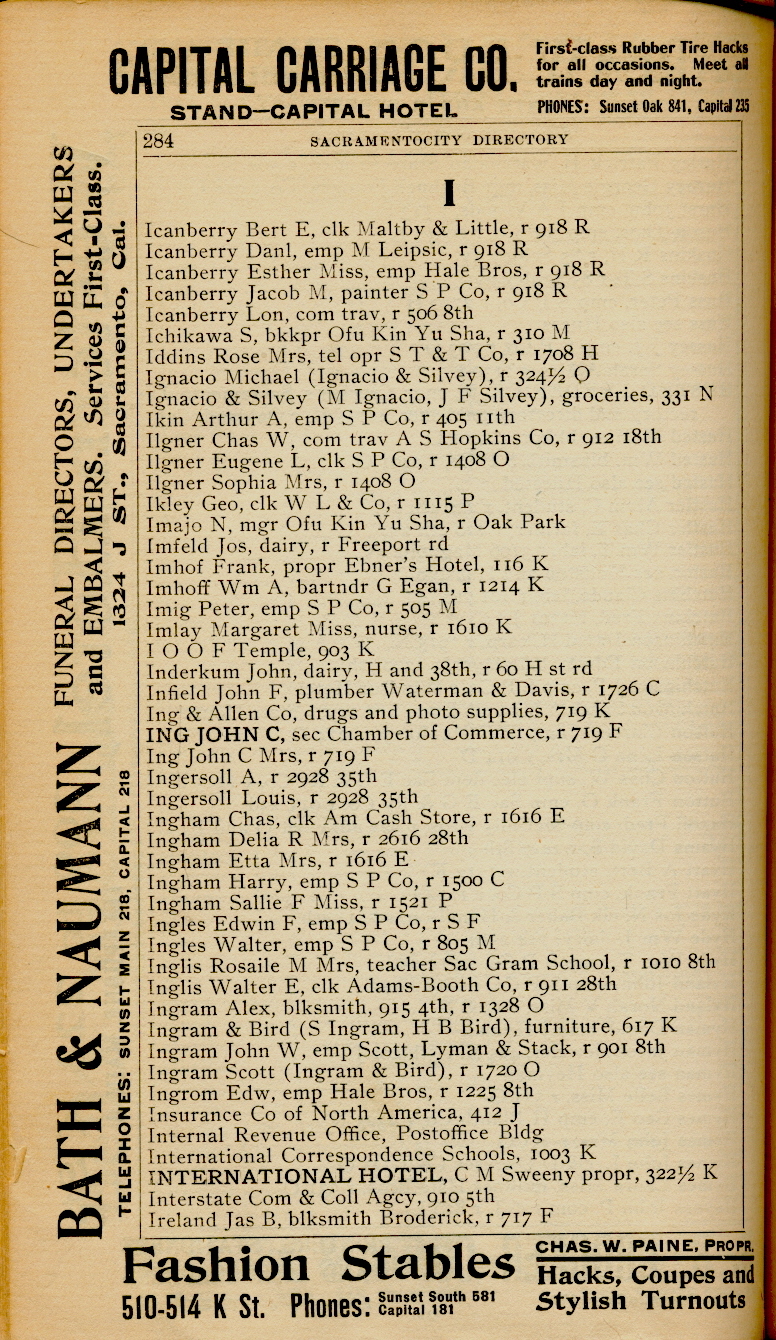 CAPITAL CARRIAGE CO.
STAND—CAPITAL HOTEL
First-class Rubber Tire Hacks
for all occasions. Meet all
trains day and night.
PHONES: Sunset Oak 841, Capital 235
284 SACRAMENTOCITY DIRECTORY
I
Icanberry Bert E, clk Maltby & Little, r 918 R
Icanberry Danl, emp M Leipsic, r 918 R
Icanberry Esther Miss, emp Hale Bros, r 918 R
Icanberry Jacob M, painter S P Co, r 918 R
Icanberry Lon, com trav, r 506 8th
Ichikawa S, bkkpr Ofu Kin Yu Sha, r 310 M
Iddins Rose Mrs, tel opr S T & T Co, r 1708 H
Ignacio Michael (Ignacio & Silvey), r 324½ O
Ignacio & Silvey (M Ignacio, J F Silvey), groceries, 331 N
Ikin Arthur A, emp S P Co, r 405 11th
Ilgner Chas W, com trav A S Hopkins Co, r 912 18th
Ilgner Eugene L, clk S P Co, r 1408 O
Ilgner Sophia Mrs, r 1408 O
Ikley Geo, clk W L & Co, r 1115 P
Imajo N, mgr Ofu Kin Yu Sha, r Oak Park
Imfeld Jos, dairy, r Freeport rd
Imhof Frank, propr Ebner's Hotel, 116 K
Imhoff Wm A, bartndr G Egan, r 1214 K
Imig Peter, emp S P Co, r 505 M
Imlay Margaret Miss, nurse, r 1610 K
I O O F Temple, 903 K
Inderkum John, dairy, H and 38th, r 60 H st rd
Infield John F, plumber Waterman & Davis, r 1726 C
Ing & Allen Co, drugs and photo supplies, 719 K
ING JOHN C, sec Chamber of Commerce, r 719 F
Ing John C Mrs, r 719 F
Ingersoll A, r 2928 35th
Ingersoll Louis, r 2928 35th
Ingham Chas, clk Am Cash Store, r 1616 E
Ingham Delia R Mrs, r 2616 28th
Ingham Etta Mrs, r 1616 E
Ingham Harry, emp S P Co, r 1500 C
Ingham Sallie F Miss, r 1521 P
Ingles Edwin F, emp S P Co, r S F
Ingles Walter, emp S P Co, r 805 M
Inglis Rosaile M Mrs, teacher Sac Gram School, r 1010 8th
Inglis Walter E, clk Adams-Booth Co, r 911 28th
Ingram Alex, blksmith, 915 4th, r 1328 O
Ingram & Bird (S Ingram, H B Bird), furniture, 617 K
Ingram John W, emp Scott, Lyman & Stack, r 901 8th
Ingram Scott (Ingram & Bird), r 1720 O
Ingrom Edw, emp Hale Bros, r 1225 8th
Insurance Co of North America, 412 J
Internal Revenue Office, Postoffice Bldg
International Correspondence Schools, 1003 K
INTERNATIONAL HOTEL, C M Sweeny propr, 322½ K
Interstate Com & Coll Agcy, 910 5th
Ireland Jas B, blksmith Broderick, r 717 F
BATH & NAUMANN
FUNERAL DIRECTORS, UNDERTAKERS
and EMBALMERS. Services First-Class.
1324 J ST., Sacramento, Cal.
TELEPHONES: SUNSET MAIN 218, CAPITAL 218
Fashion Stables
510-514 K St. Phones: Sunset South 581
Capital 181
CHAS. W. PAINE, PROPR.
Hacks, Coupes and
Stylish Turnouts